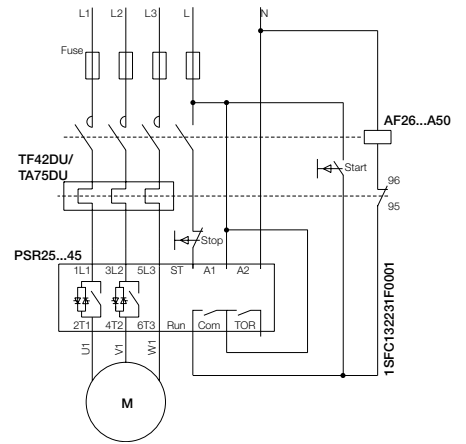 L1 L2 L3 L N
Fuse
AF26...A50
TF42DU/
TA75DU
Start
96
95
Stop
PSR25...45
1L1 3L2 5L3 ST A1 A2
2T1 4T2 6T3 Run Com TOR
U1 V1 W1
M
1SFC132231F0001